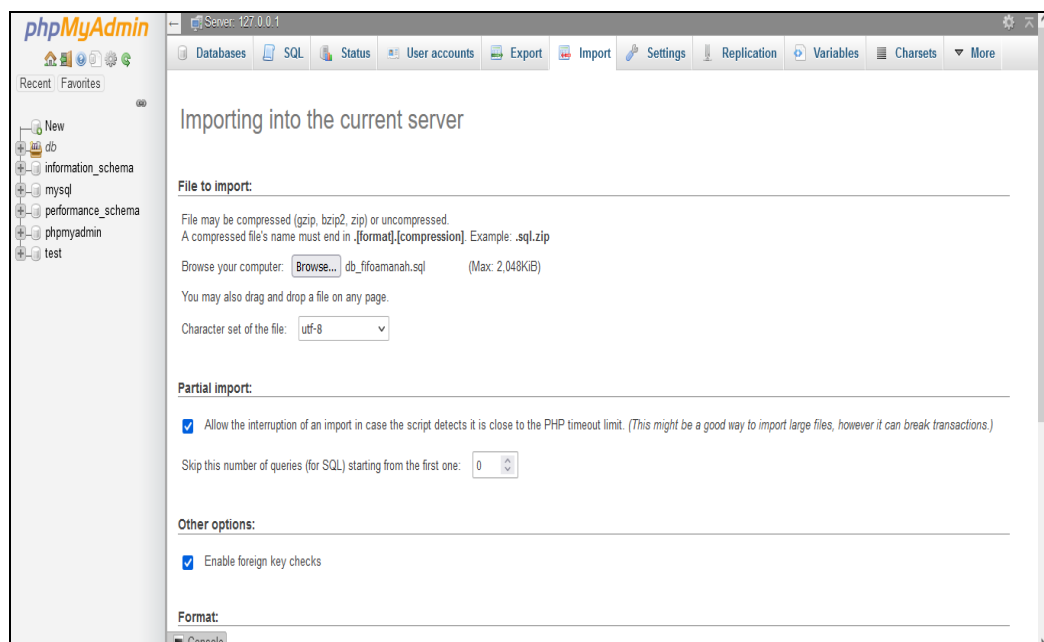 phpMyAdmin
Recent Favorites
New
db
information_schema
mysql
performance_schema
phpmyadmin
test
Server: 127.0.0.1
Databases SQL Status User accounts Export Import Settings Replication Variables Charsets More
Importing into the current server
File to import:
File may be compressed (gzip, bzip2, zip) or uncompressed.
A compressed file's name must end in .[format].[compression]. Example: .sql.zip
Browse your computer: Browse... db_fifoamanah.sql (Max: 2,048KiB)
You may also drag and drop a file on any page.
Character set of the file: utf-8
Partial import:
Allow the interruption of an import in case the script detects it is close to the PHP timeout limit. (This might be a good way to import large files, however it can break transactions.)
Skip this number of queries (for SQL) starting from the first one: 0
Other options:
Enable foreign key checks
Format:
Console